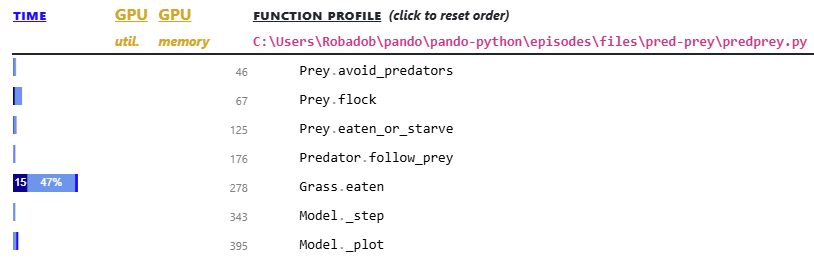 TIME GPU GPU FUNCTION PROFILE (click to reset order)
util. memory C:\Users\Robadob\pando\pando-python\episodes\files\pred-prey\predprey.py
46 Prey.avoid_predators
67 Prey.flock
125 Prey.eaten_or_starve
176 Predator.follow_prey
15 47% 278 Grass.eaten
343 Model._step
395 Model._plot